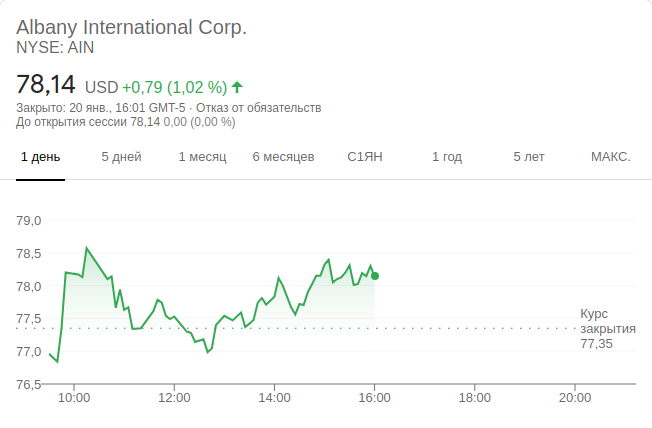 Albany International Corp.
NYSE: AIN
78,14 USD +0,79 (1,02 %)
Закрыто: 20 янв., 16:01 GMT-5 · Отказ от обязательств
До открытия сессии 78,14 0,00 (0,00 %)
1 день 5 дней 1 месяц 6 месяцев С1ЯН 1 год 5 лет МАКС.
79,0
78,5
78,0
77,5
77,0
76,5
Курс
закрытия
77,35
10:00 12:00 14:00 16:00 18:00 20:00